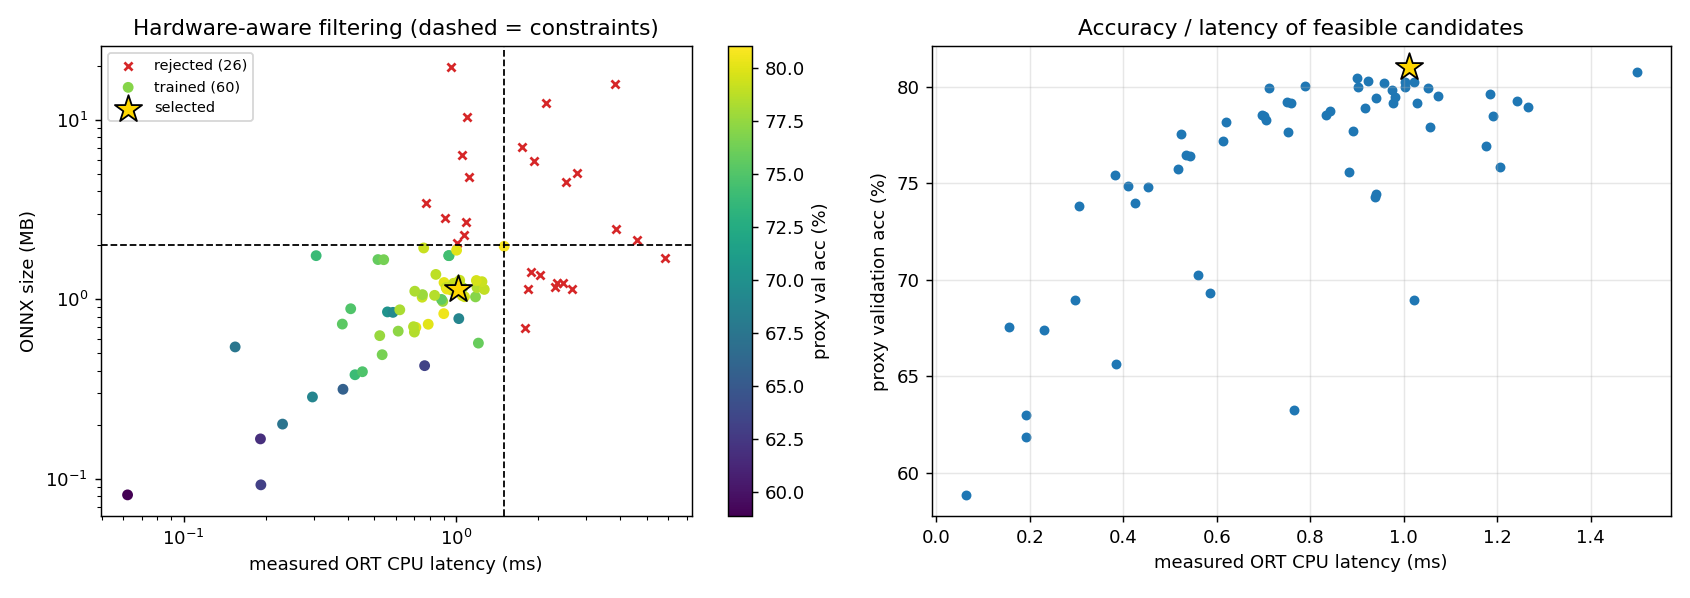 Hardware-aware filtering (dashed = constraints)
rejected (26)
trained (60)
selected
10¹
10⁰
10⁻¹
ONNX size (MB)
10⁻¹
10⁰
measured ORT CPU latency (ms)
80.0
77.5
75.0
72.5
70.0
67.5
65.0
62.5
60.0
proxy val acc (%)
Accuracy / latency of feasible candidates
80
75
70
65
60
proxy validation acc (%)
0.0
0.2
0.4
0.6
0.8
1.0
1.2
1.4
measured ORT CPU latency (ms)